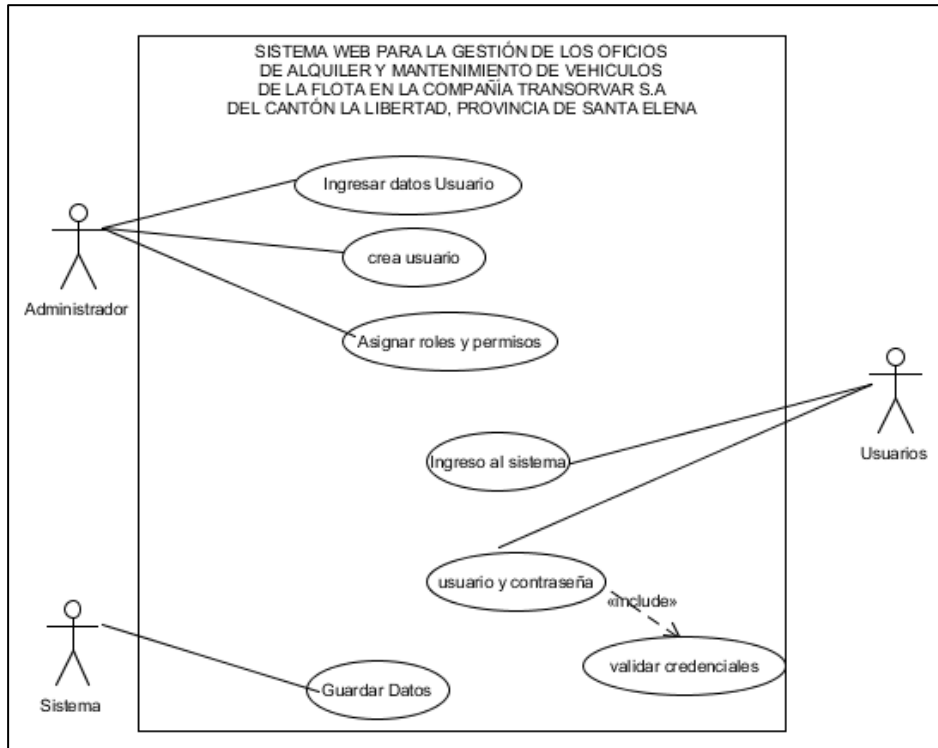 SISTEMA WEB PARA LA GESTIÓN DE LOS OFICIOS
DE ALQUILER Y MANTENIMIENTO DE VEHICULOS
DE LA FLOTA EN LA COMPAÑÍA TRANSORVAR S.A
DEL CANTÓN LA LIBERTAD, PROVINCIA DE SANTA ELENA
Ingresar datos Usuario
crea usuario
Administrador
Asignar roles y permisos
Ingreso al sistema
Usuarios
usuario y contraseña
«include»
validar credenciales
Guardar Datos
Sistema